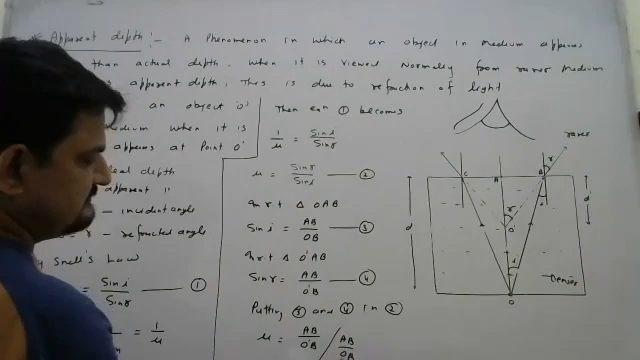 * Apparent depth :- A Phenomenon in which an object in medium appears
than actual depth. When it is viewed Normally from rarer medium
apparent depth. This is due to refraction of light
an object 'O'
medium when it is
appears at Point O'
depth
apparent
- incident angle
r - refracted angle
Snell's Law
= Sin i / Sin r — ①
= 1/μ
Then eqn ① becomes
1/μ = Sin i / Sin r
μ = Sin r / Sin i — ②
In rt Δ OAB
Sin i = AB / OB — ③
In rt Δ O'AB
Sin r = AB / O'B — ④
Putting ③ and ④ in ②
μ = AB / O'B / AB / OB
rarer
r
C
A
B
r
i
d
d'
O'
i
Denser
O